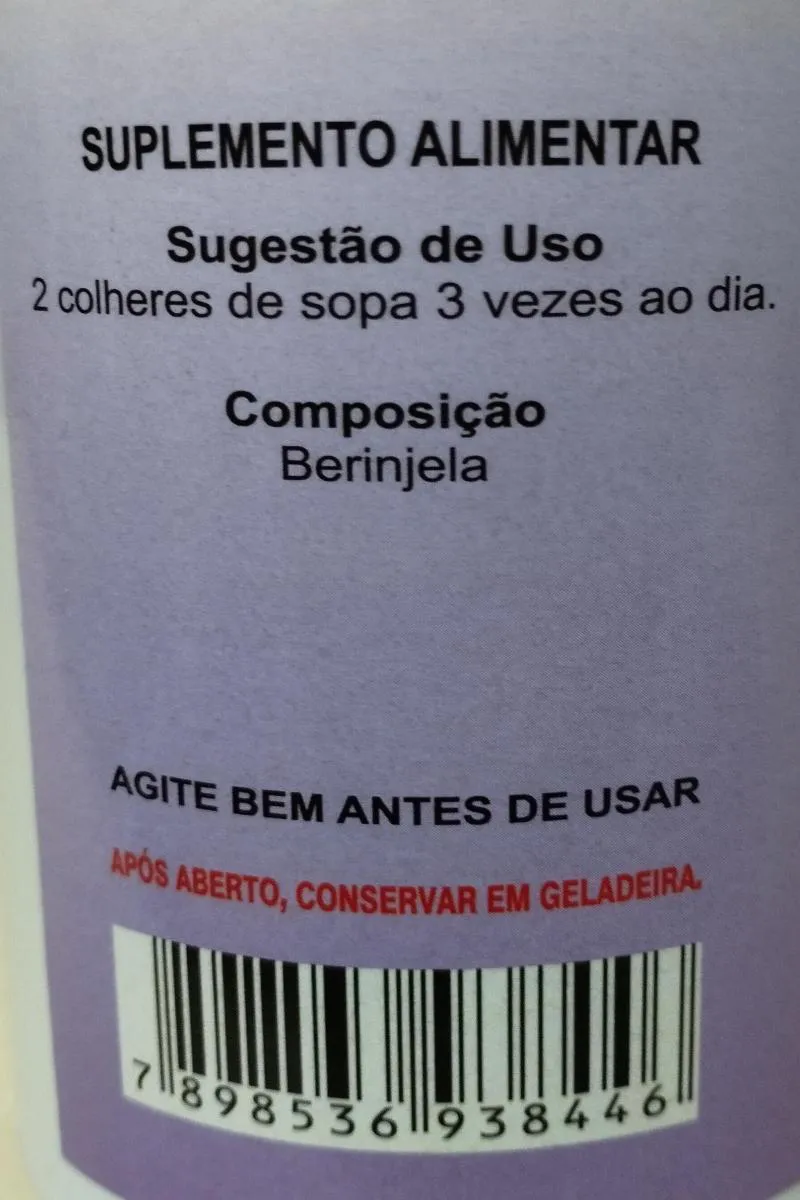 SUPLEMENTO ALIMENTAR
Sugestão de Uso
2 colheres de sopa 3 vezes ao dia.
Composição
Berinjela
AGITE BEM ANTES DE USAR
APÓS ABERTO, CONSERVAR EM GELADEIRA.
7 898536 938446